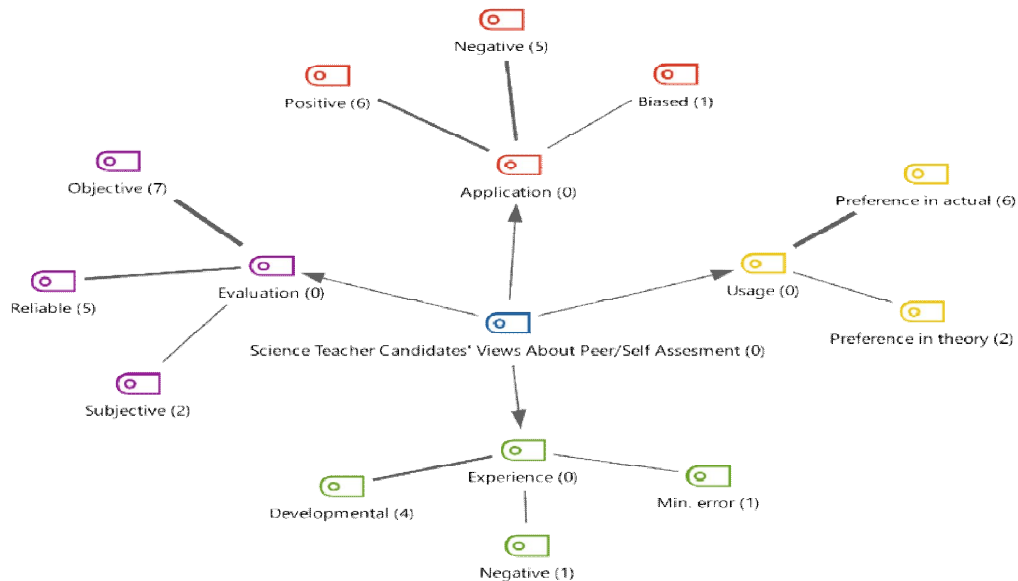 Negative (5)
Positive (6)
Biased (1)
Objective (7)
Application (0)
Preference in actual (6)
Reliable (5)
Evaluation (0)
Usage (0)
Subjective (2)
Science Teacher Candidates' Views About Peer/Self Assesment (0)
Preference in theory (2)
Experience (0)
Developmental (4)
Min. error (1)
Negative (1)